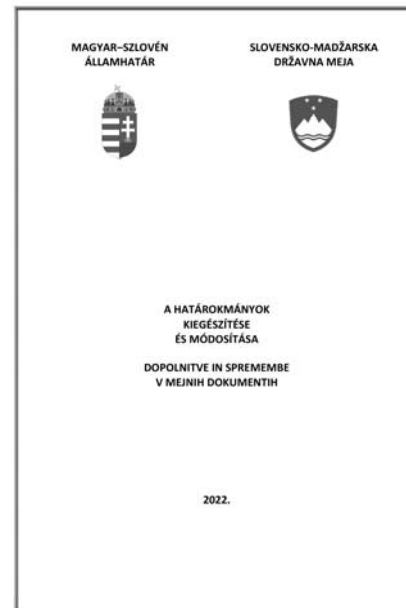 MAGYAR–SZLOVÉN
ÁLLAMHATÁR
SLOVENSKO-MADŽARSKA
DRŽAVNA MEJA
A HATÁROKMÁNYOK
KIEGÉSZÍTÉSE
ÉS MÓDOSÍTÁSA
DOPOLNITVE IN SPREMEMBE
V MEJNIH DOKUMENTIH
2022.